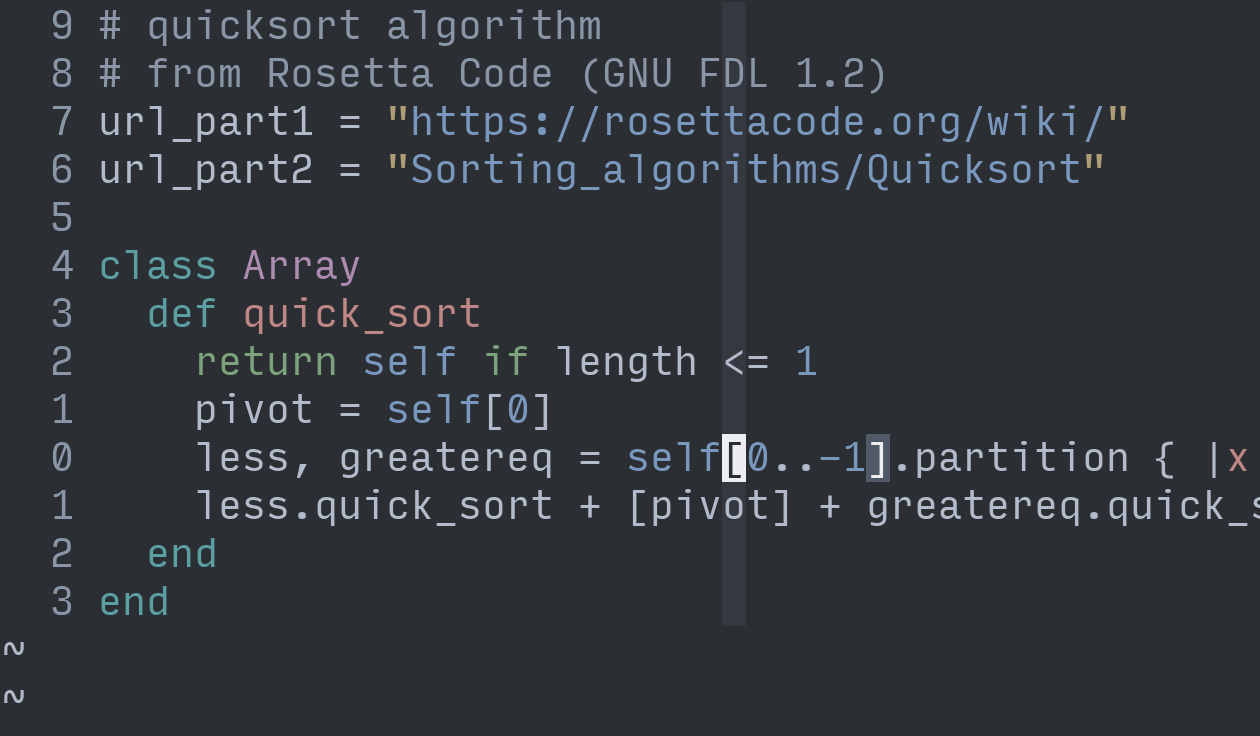 9 # quicksort algorithm
8 # from Rosetta Code (GNU FDL 1.2)
7 url_part1 = "https://rosettacode.org/wiki/"
6 url_part2 = "Sorting_algorithms/Quicksort"
5
4 class Array
3   def quick_sort
2     return self if length <= 1
1     pivot = self[0]
0     less, greatereq = self[0..-1].partition { |x
1     less.quick_sort + [pivot] + greatereq.quick_s
2   end
3 end
~
~